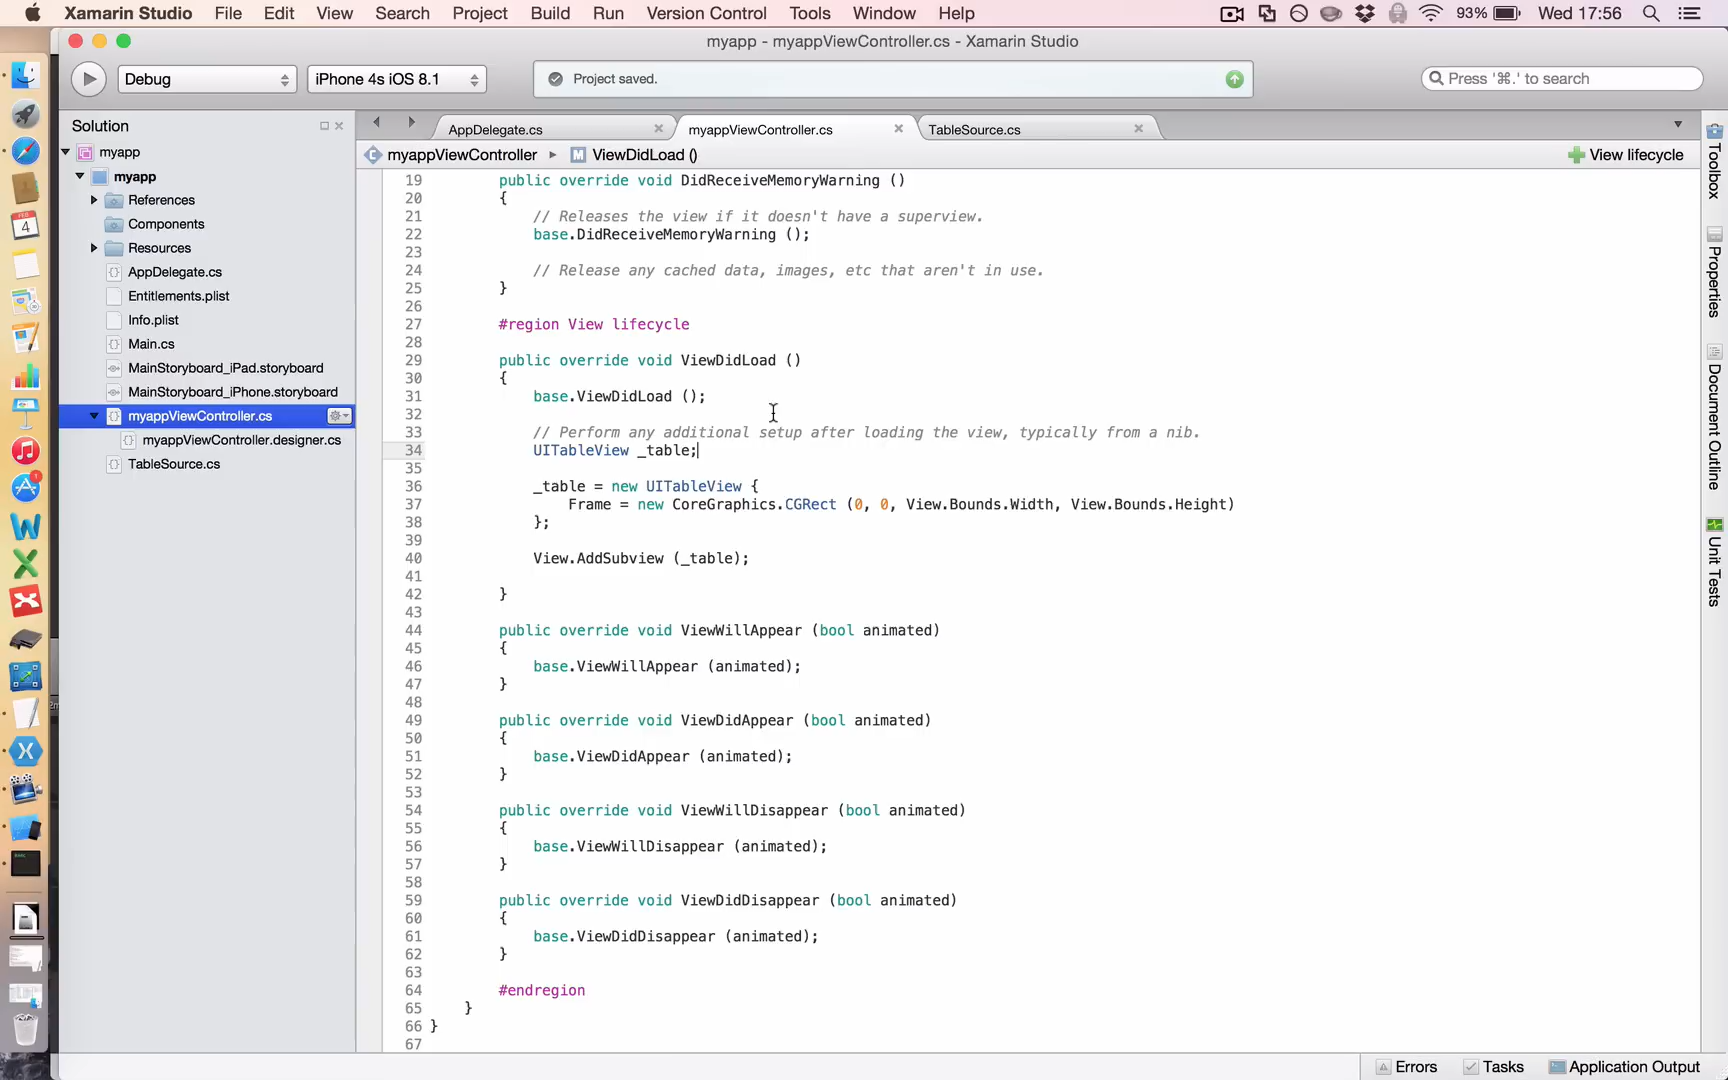 Xamarin Studio File Edit View Search Project Build Run Version Control Tools Window Help 93% Wed 17:56
myapp - myappViewController.cs - Xamarin Studio
Debug iPhone 4s iOS 8.1 Project saved. Press '⌘.' to search
Solution
myapp
myapp
References
Components
Resources
AppDelegate.cs
Entitlements.plist
Info.plist
Main.cs
MainStoryboard_iPad.storyboard
MainStoryboard_iPhone.storyboard
myappViewController.cs
myappViewController.designer.cs
TableSource.cs
AppDelegate.cs myappViewController.cs TableSource.cs
C myappViewController M ViewDidLoad () View lifecycle
19 public override void DidReceiveMemoryWarning ()
20 {
21 // Releases the view if it doesn't have a superview.
22 base.DidReceiveMemoryWarning ();
23
24 // Release any cached data, images, etc that aren't in use.
25 }
26
27 #region View lifecycle
28
29 public override void ViewDidLoad ()
30 {
31 base.ViewDidLoad ();
32
33 // Perform any additional setup after loading the view, typically from a nib.
34 UITableView _table;
35
36 _table = new UITableView {
37 Frame = new CoreGraphics.CGRect (0, 0, View.Bounds.Width, View.Bounds.Height)
38 };
39
40 View.AddSubview (_table);
41
42 }
43
44 public override void ViewWillAppear (bool animated)
45 {
46 base.ViewWillAppear (animated);
47 }
48
49 public override void ViewDidAppear (bool animated)
50 {
51 base.ViewDidAppear (animated);
52 }
53
54 public override void ViewWillDisappear (bool animated)
55 {
56 base.ViewWillDisappear (animated);
57 }
58
59 public override void ViewDidDisappear (bool animated)
60 {
61 base.ViewDidDisappear (animated);
62 }
63
64 #endregion
65 }
66 }
67
Toolbox
Properties
Document Outline
Unit Tests
Errors Tasks Application Output
FEB
4
1